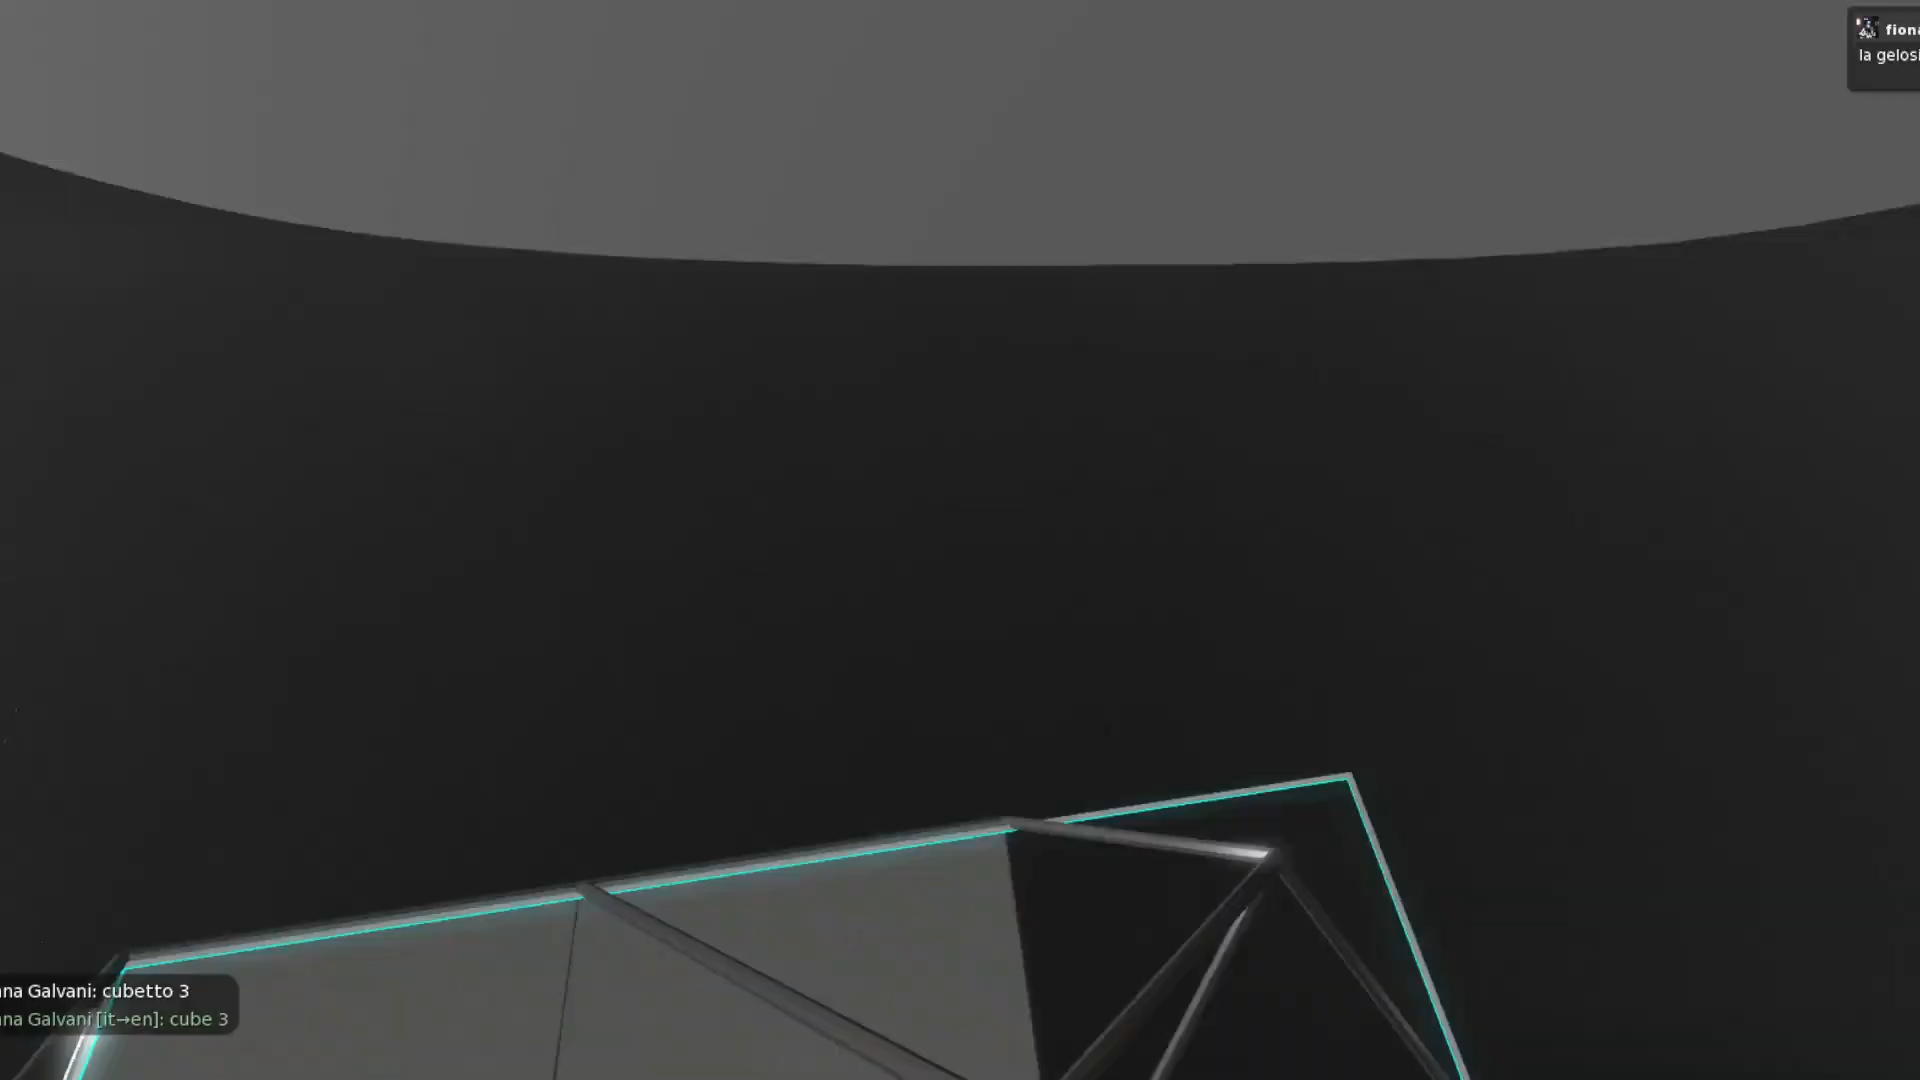 fiona
la gelosi
na Galvani: cubetto 3
na Galvani [it→en]: cube 3